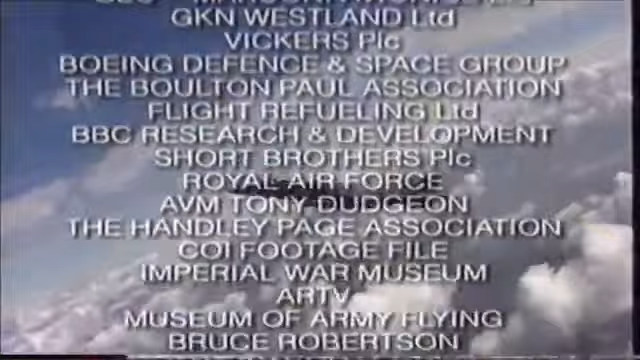 GKN WESTLAND Ltd
VICKERS Plc
BOEING DEFENCE & SPACE GROUP
THE BOULTON PAUL ASSOCIATION
FLIGHT REFUELING Ltd
BBC RESEARCH & DEVELOPMENT
SHORT BROTHERS Plc
ROYAL AIR FORCE
AVM TONY DUDGEON
THE HANDLEY PAGE ASSOCIATION
COI FOOTAGE FILE
IMPERIAL WAR MUSEUM
ARTV
MUSEUM OF ARMY FLYING
BRUCE ROBERTSON